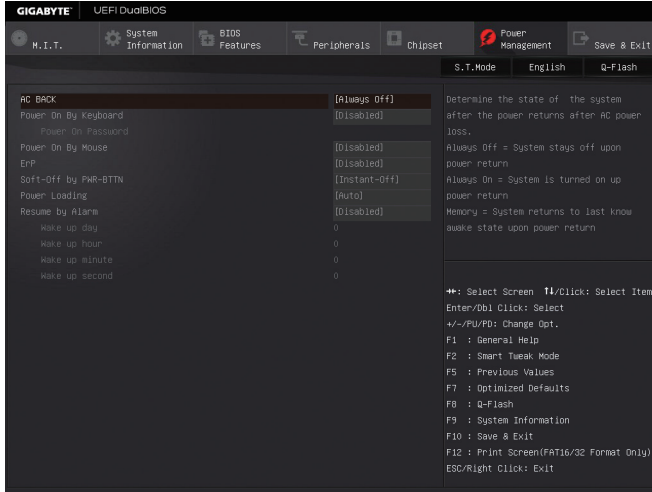 GIGABYTE™ UEFI DualBIOS
M.I.T. System Information BIOS Features Peripherals Chipset Power Management Save & Exit
S.T.Mode English Q-Flash
AC BACK [Always Off]
Power On By Keyboard [Disabled]
Power On Password
Power On By Mouse [Disabled]
ErP [Disabled]
Soft-Off by PWR-BTTN [Instant-Off]
Power Loading [Auto]
Resume by Alarm [Disabled]
Wake up day 0
Wake up hour 0
Wake up minute 0
Wake up second 0
Determine the state of the system
after the power returns after AC power
loss.
Always Off = System stays off upon
power return
Always On = System is turned on up
power return
Memory = System returns to last know
awake state upon power return
→←: Select Screen ↑↓/Click: Select Item
Enter/Dbl Click: Select
+/-/PU/PD: Change Opt.
F1 : General Help
F2 : Smart Tweak Mode
F5 : Previous Values
F7 : Optimized Defaults
F8 : Q-Flash
F9 : System Information
F10 : Save & Exit
F12 : Print Screen(FAT16/32 Format Only)
ESC/Right Click: Exit